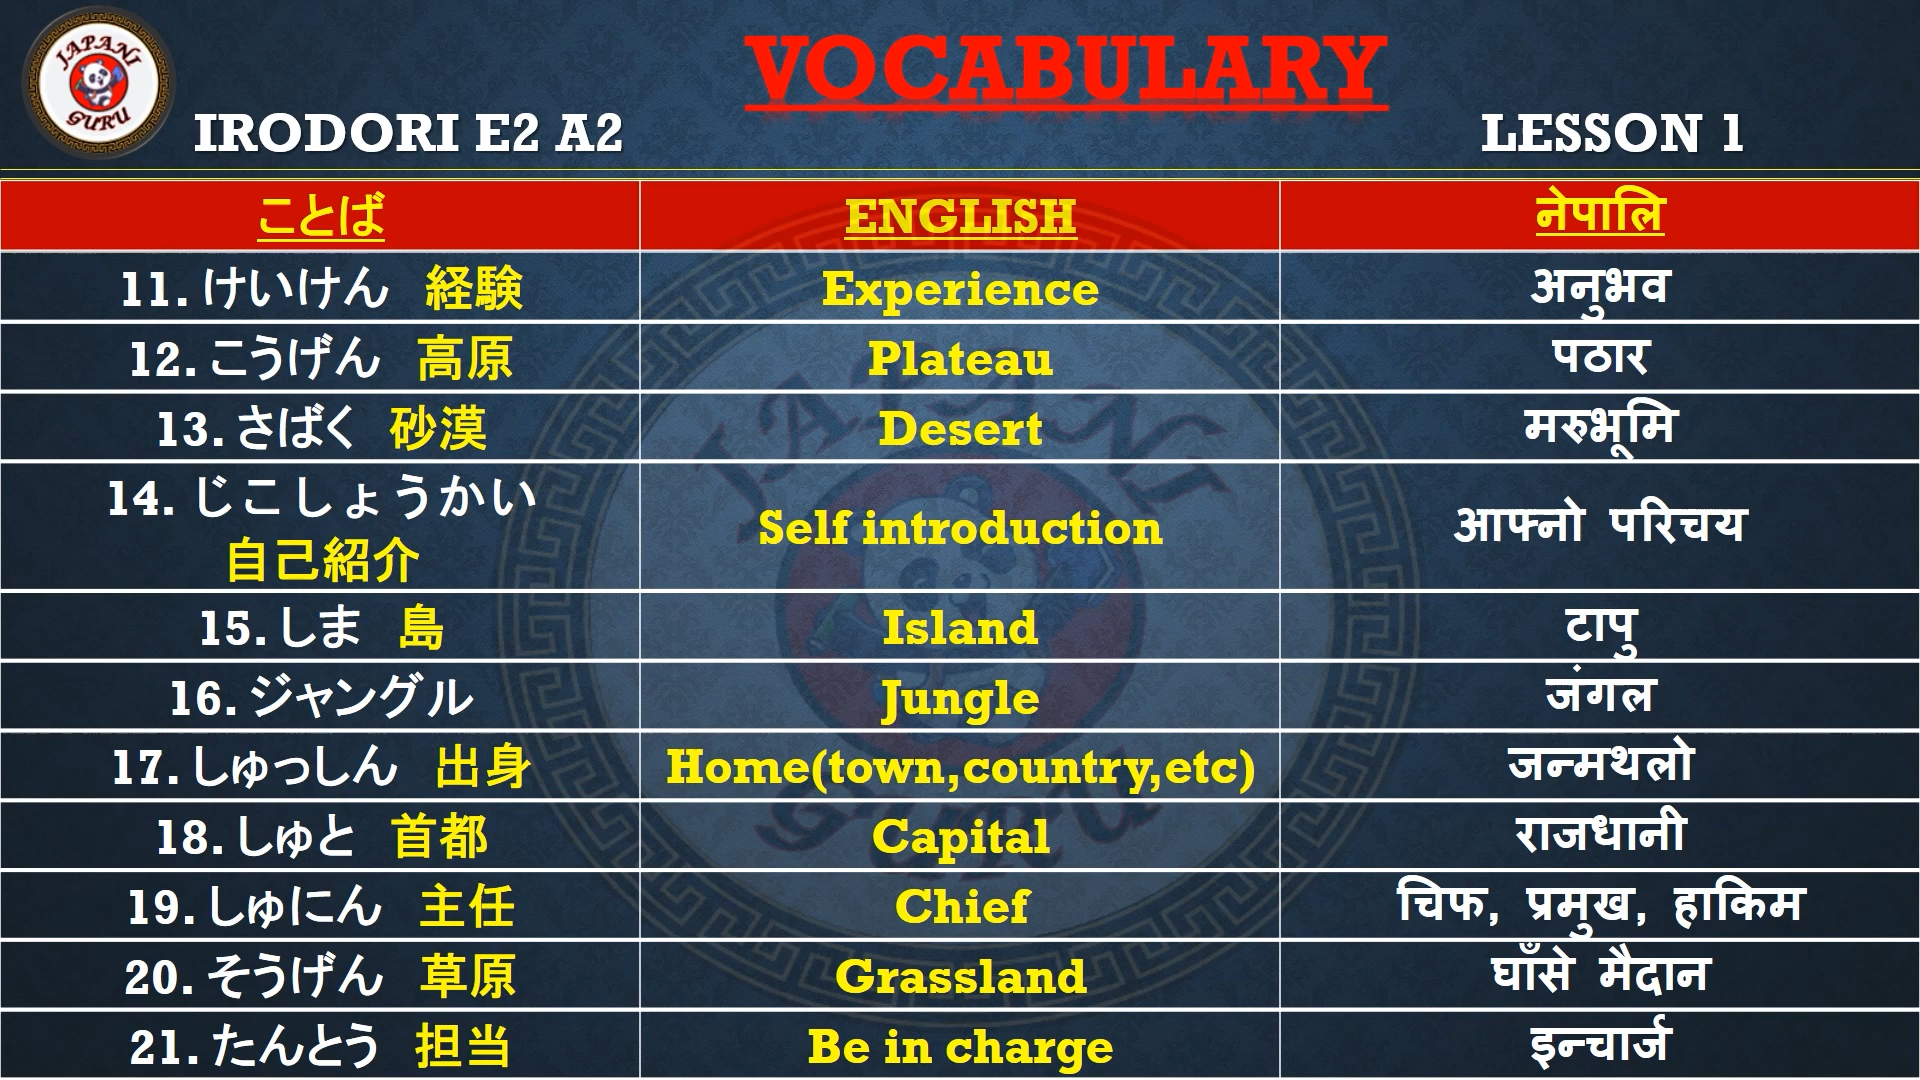 JAPANI
GURU
VOCABULARY
IRODORI E2 A2
LESSON 1
ことば ENGLISH नेपालि
11. けいけん 経験 Experience अनुभव
12. こうげん 高原 Plateau पठार
13. さばく 砂漠 Desert मरुभूमि
14. じこしょうかい
自己紹介 Self introduction आफ्नो परिचय
15. しま 島 Island टापु
16. ジャングル Jungle जंगल
17. しゅっしん 出身 Home(town,country,etc) जन्मथलो
18. しゅと 首都 Capital राजधानी
19. しゅにん 主任 Chief चिफ, प्रमुख, हाकिम
20. そうげん 草原 Grassland घाँसे मैदान
21. たんとう 担当 Be in charge इन्चार्ज
JAPANI
GURU